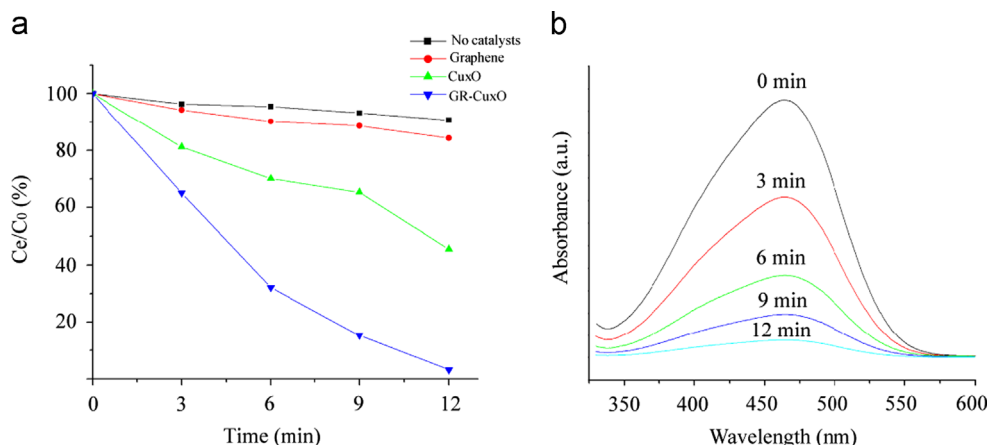 a
No catalysts
Graphene
CuxO
GR-CuxO
100
80
60
40
20
Ce/C0 (%)
0 3 6 9 12
Time (min)
b
0 min
3 min
6 min
9 min
12 min
Absorbance (a.u.)
350 400 450 500 550 600
Wavelength (nm)